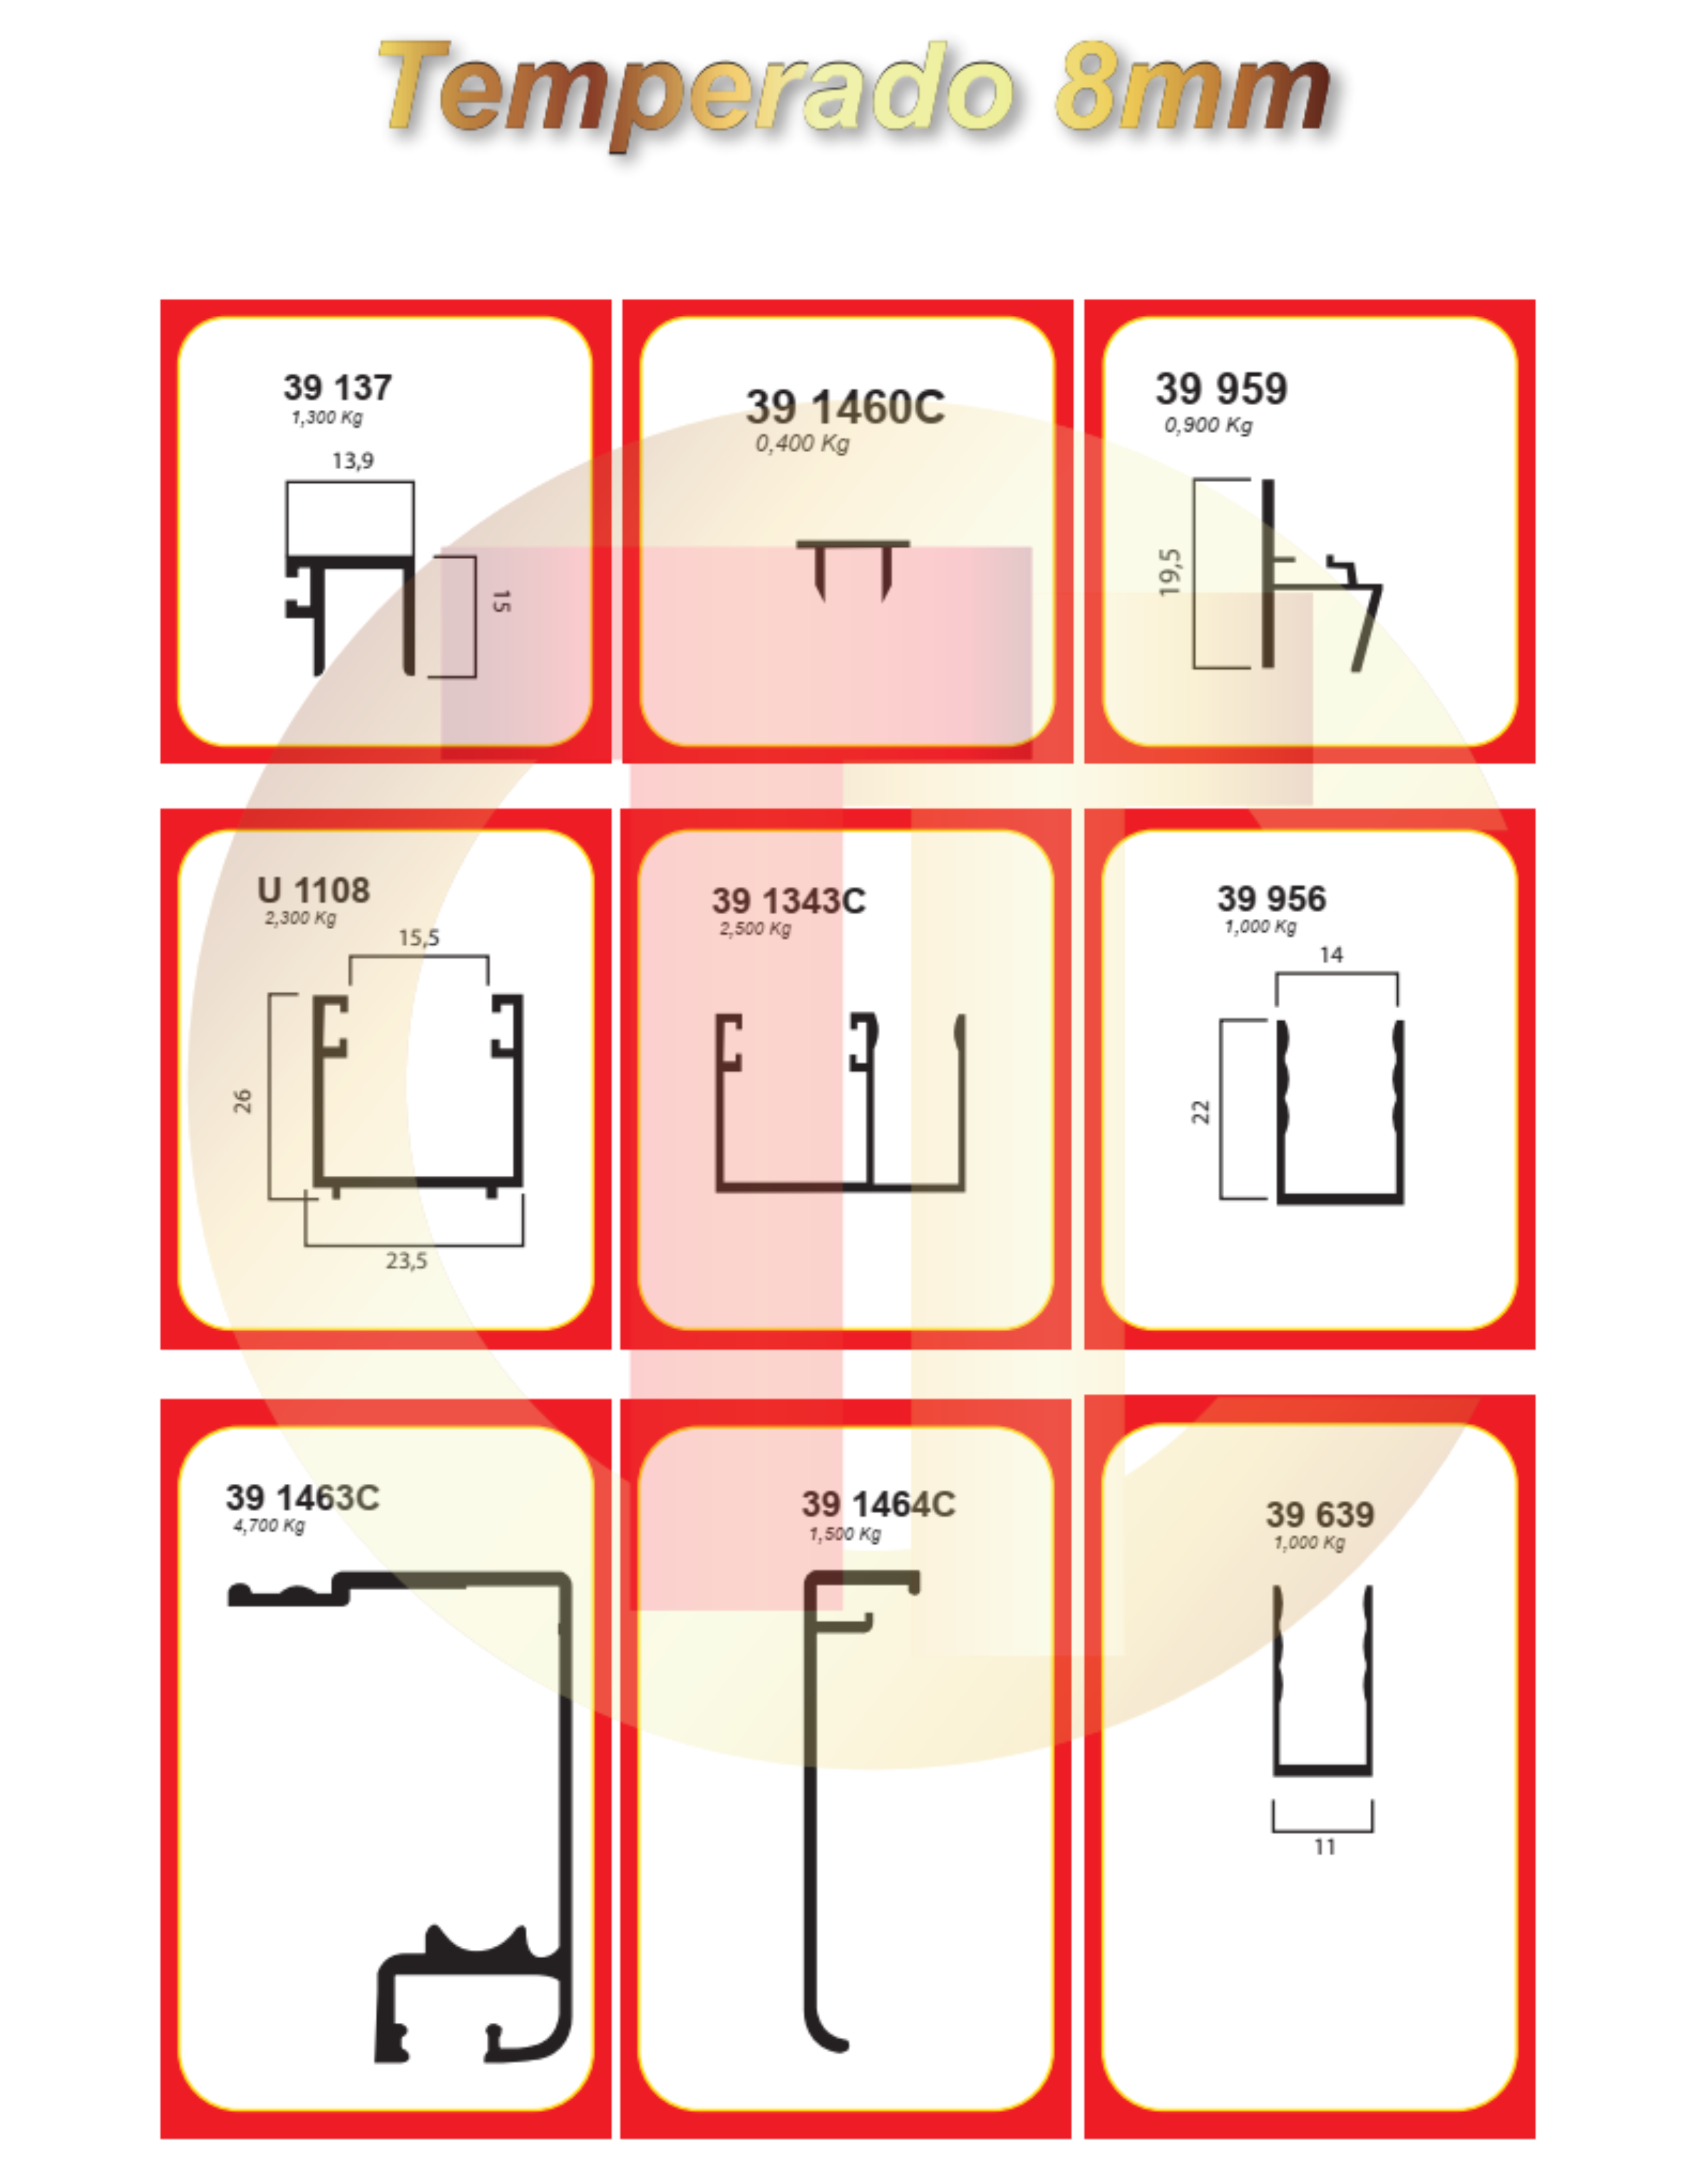 Temperado 8mm
39 137
1,300 Kg
13,9
15
39 1460C
0,400 Kg
39 959
0,900 Kg
19,5
U 1108
2,300 Kg
15,5
26
23,5
39 1343C
2,500 Kg
39 956
1,000 Kg
14
22
39 1463C
4,700 Kg
39 1464C
1,500 Kg
39 639
1,000 Kg
11